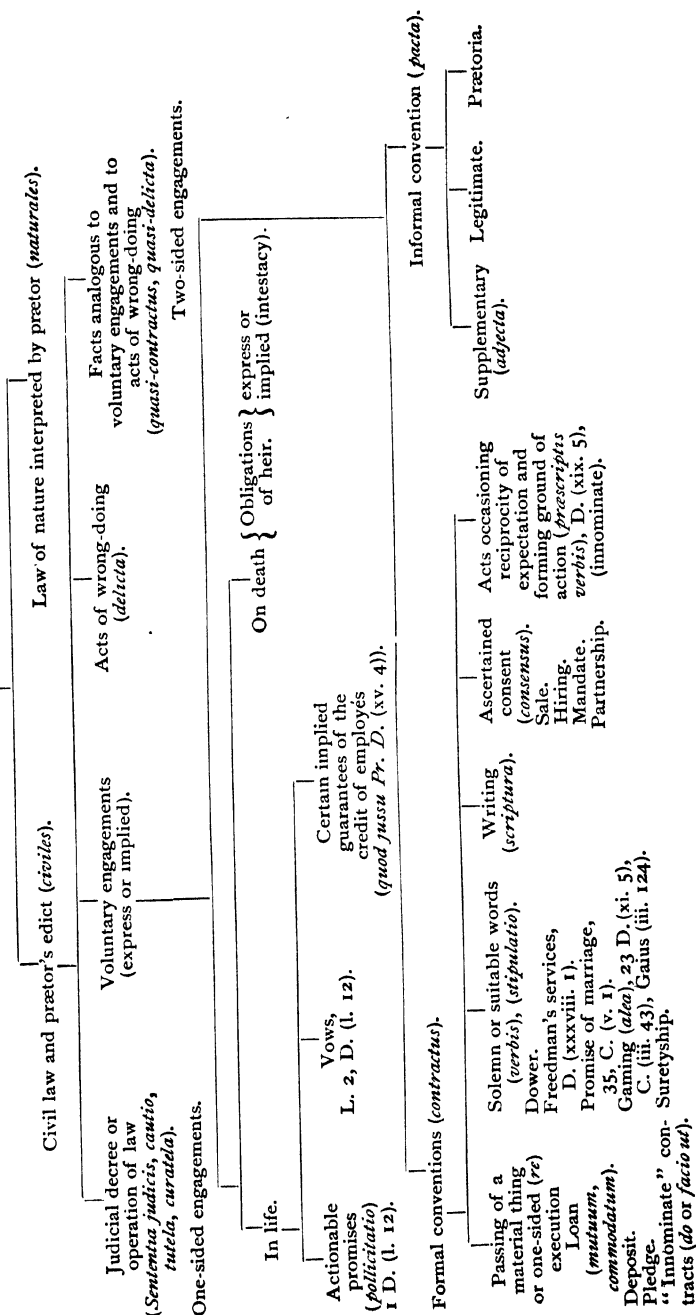 Civil law and prætor's edict (civiles).
Law of nature interpreted by prætor (naturales).
Judicial decree or
operation of law
(Sententia judicis, cautio,
tutela, curatela).
Voluntary engagements
(express or implied).
Acts of wrong-doing
(delicta).
Facts analogous to
voluntary engagements and to
acts of wrong-doing
(quasi-contractus, quasi-delicta).
One-sided engagements.
Two-sided engagements.
In life.
On death { Obligations } express or
{ of heir. } implied (intestacy).
Actionable
promises
(pollicitatio)
1 D. (l. 12).
Vows,
L. 2, D. (l. 12).
Certain implied
guarantees of the
credit of employés
(quod jussu Pr. D. (xv. 4)).
Formal conventions (contractus).
Informal convention (pacta).
Passing of a
material thing
or one-sided (re)
execution
Loan
(mutuum,
commodatum).
Deposit.
Pledge.
"Innominate" con-
tracts (do or facio ut).
Solemn or suitable words
(verbis), (stipulatio).
Dower.
Freedman's services,
D. (xxxviii. 1).
Promise of marriage,
35, C. (v. 1).
Gaming (alea), 23 D. (xi. 5),
C. (iii. 43), Gaius (iii. 124).
Suretyship.
Writing
(scriptura).
Ascertained
consent
(consensus).
Sale.
Hiring.
Mandate.
Partnership.
Acts occasioning
reciprocity of
expectation and
forming ground of
action (præscriptis
verbis), D. (xix. 5),
(innominate).
Supplementary
(adjecta).
Legitimate.
Prætoria.